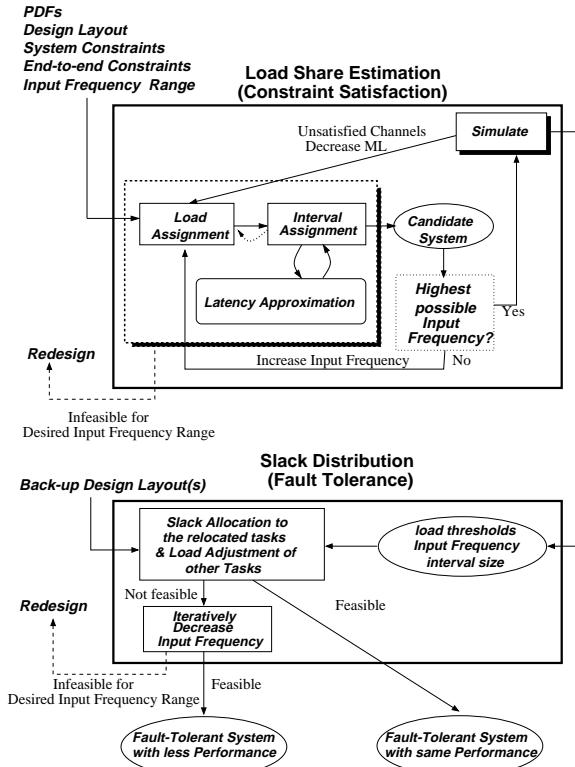 PDFs
Design Layout
System Constraints
End-to-end Constraints
Input Frequency Range
Load Share Estimation
(Constraint Satisfaction)
Unsatisfied Channels
Decrease ML
Simulate
Load
Assignment
Interval
Assignment
Candidate
System
Latency Approximation
Highest
possible
Input
Frequency?
Yes
No
Increase Input Frequency
Redesign
Infeasible for
Desired Input Frequency Range
Slack Distribution
(Fault Tolerance)
Back-up Design Layout(s)
Slack Allocation to
the relocated tasks
& Load Adjustment of
other Tasks
load thresholds
Input Frequency
interval size
Not feasible
Feasible
Redesign
Iteratively
Decrease
Input Frequency
Infeasible for
Desired Input Frequency Range
Feasible
Fault-Tolerant System
with less Performance
Fault-Tolerant System
with same Performance